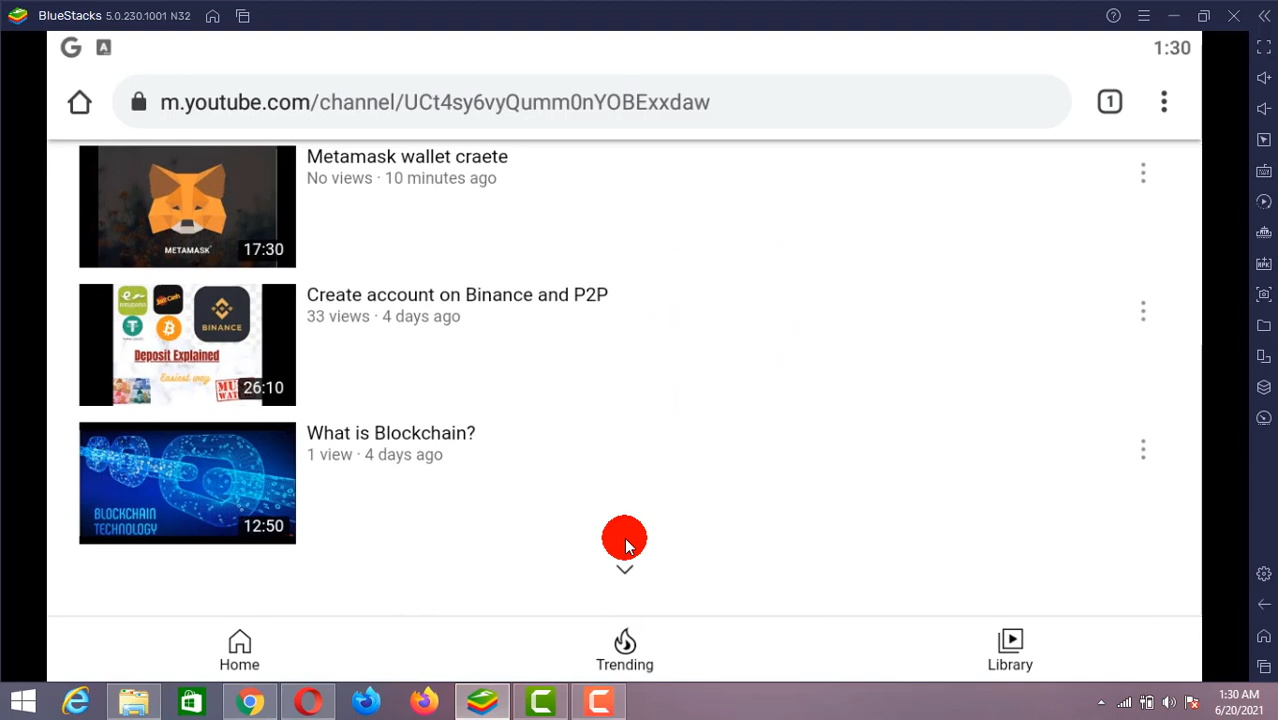 BlueStacks 5.0.230.1001 N32
1:30
m.youtube.com/channel/UCt4sy6vyQumm0nYOBExxdaw
1
Metamask wallet craete
No views · 10 minutes ago
METAMASK
17:30
Create account on Binance and P2P
33 views · 4 days ago
BINANCE
Deposit Explained
Easiest way
26:10
What is Blockchain?
1 view · 4 days ago
BLOCKCHAIN
TECHNOLOGY
12:50
Home
Trending
Library
1:30 AM
6/20/2021